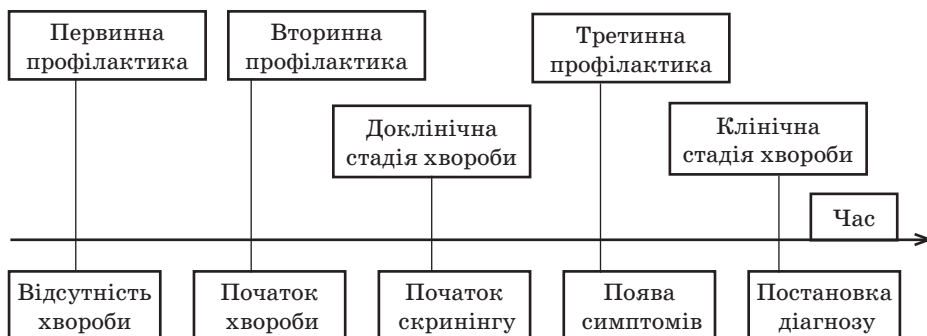 Первинна
профілактика
Вторинна
профілактика
Третинна
профілактика
Доклінічна
стадія хвороби
Клінічна
стадія хвороби
Час
Відсутність
хвороби
Початок
хвороби
Початок
скринінгу
Поява
симптомів
Постановка
діагнозу